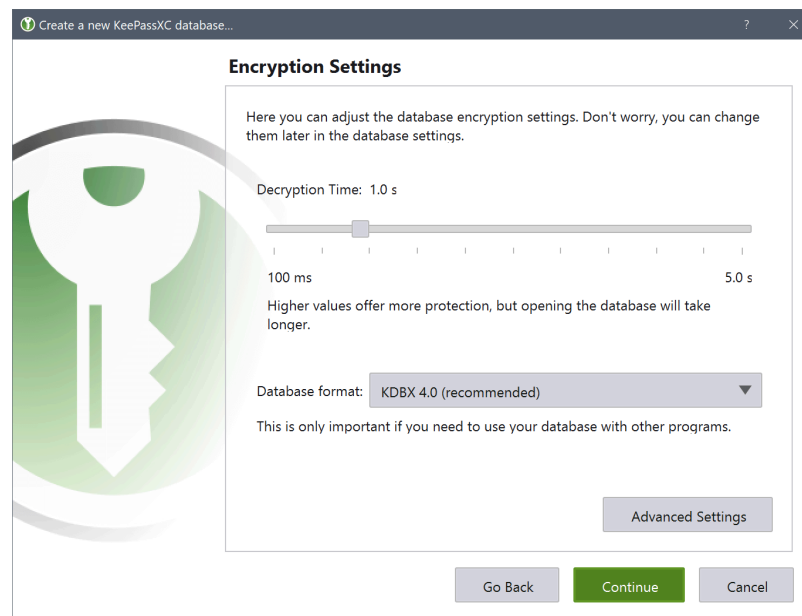 Create a new KeePassXC database...
?
Encryption Settings
Here you can adjust the database encryption settings. Don't worry, you can change
them later in the database settings.
Decryption Time: 1.0 s
100 ms
5.0 s
Higher values offer more protection, but opening the database will take
longer.
Database format: KDBX 4.0 (recommended)
This is only important if you need to use your database with other programs.
Advanced Settings
Go Back
Continue
Cancel